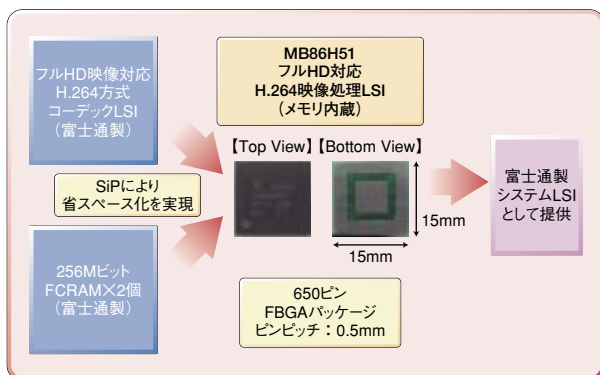 フルHD映像対応
H.264方式
コーデックLSI
(富士通製)
MB86H51
フルHD対応
H.264映像処理LSI
(メモリ内蔵)
【Top View】
【Bottom View】
SiPにより
省スペース化を実現
15mm
15mm
富士通製
システムLSI
として提供
256Mビット
FCRAM×2個
(富士通製)
650ピン
FBGAパッケージ
ピンピッチ：0.5mm